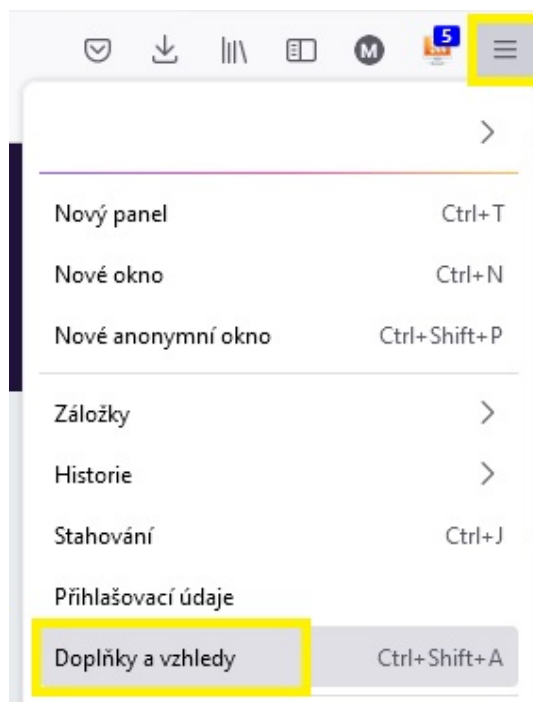 M
5
Nový panel Ctrl+T
Nové okno Ctrl+N
Nové anonymní okno Ctrl+Shift+P
Záložky
Historie
Stahování Ctrl+J
Přihlašovací údaje
Doplňky a vzhledy Ctrl+Shift+A